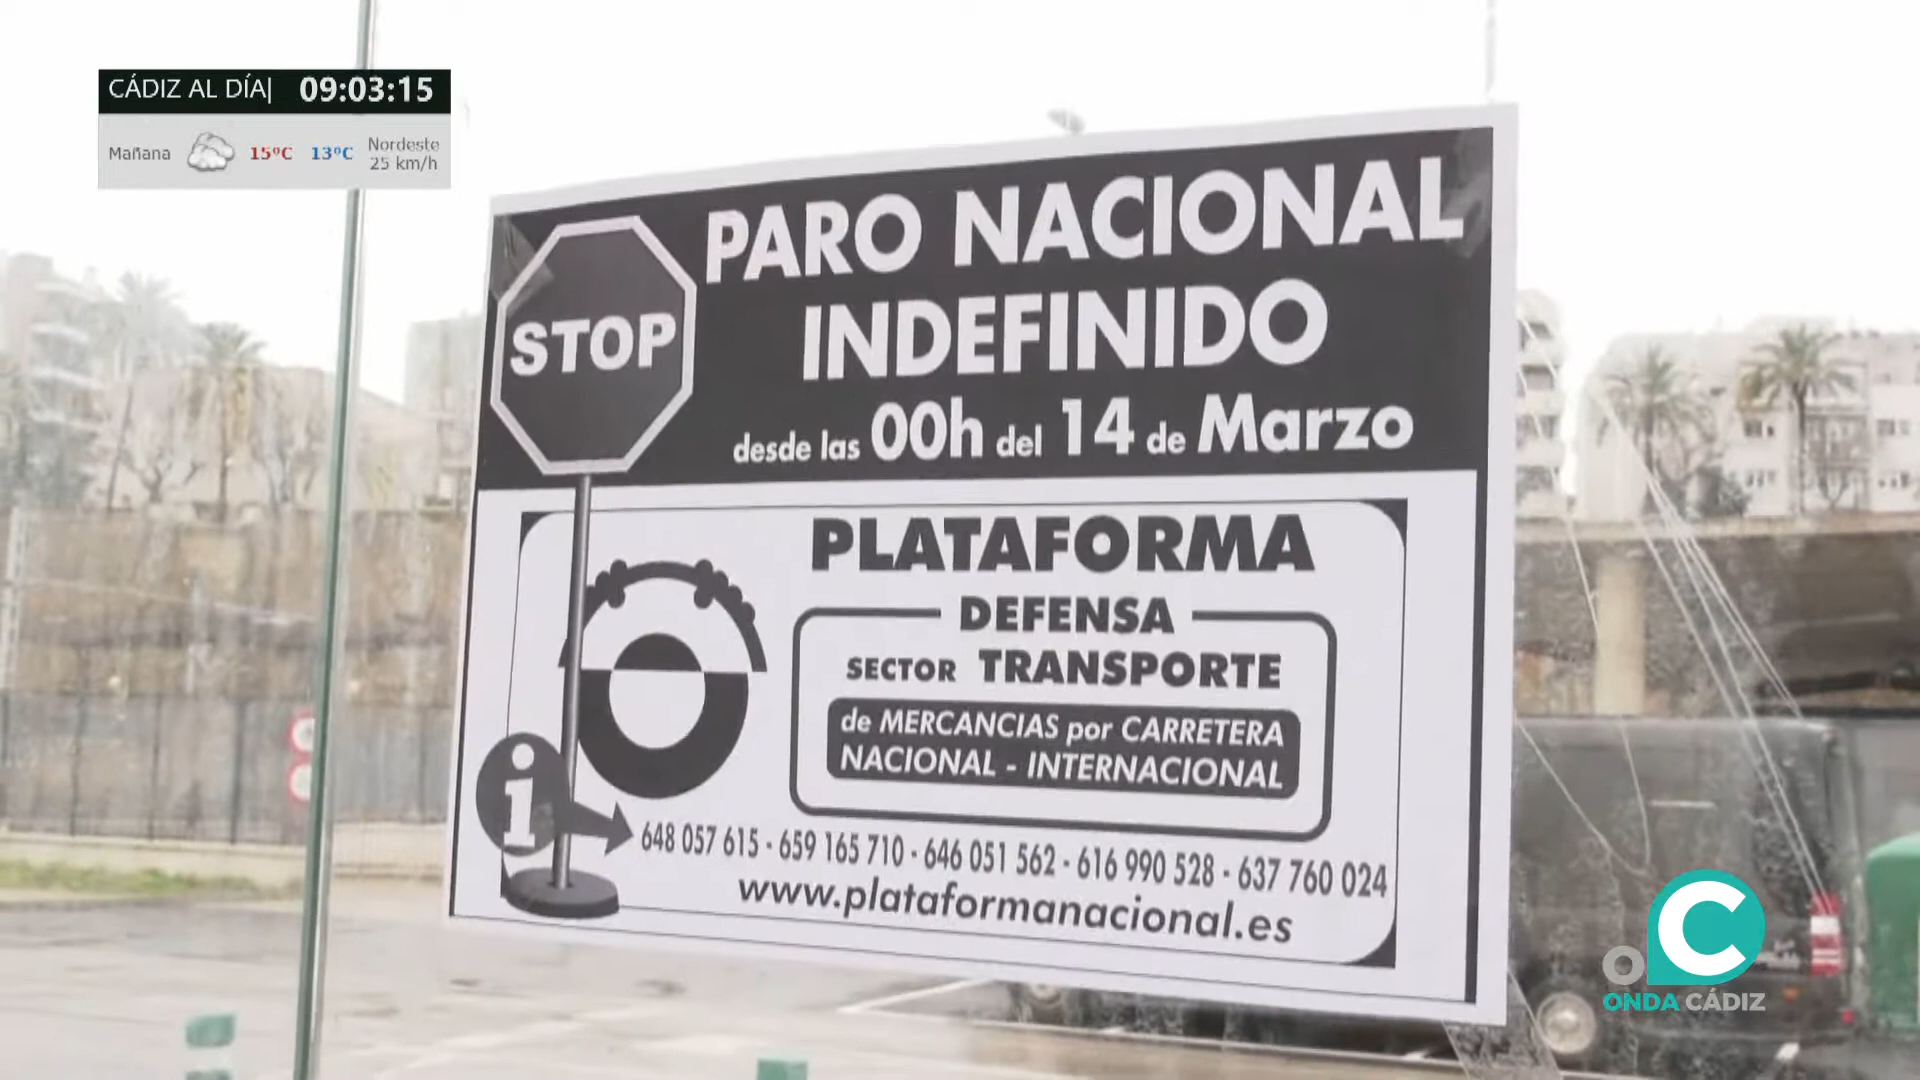 CÁDIZ AL DÍA| 09:03:15
Mañana 15ºC 13ºC Nordeste 25 km/h
PARO NACIONAL
INDEFINIDO
STOP
desde las 00h del 14 de Marzo
PLATAFORMA
DEFENSA
SECTOR TRANSPORTE
de MERCANCIAS por CARRETERA
NACIONAL - INTERNACIONAL
i
648 057 615 - 659 165 710 - 646 051 562 - 616 990 528 - 637 760 024
www.plataformanacional.es
O C
ONDA CÁDIZ